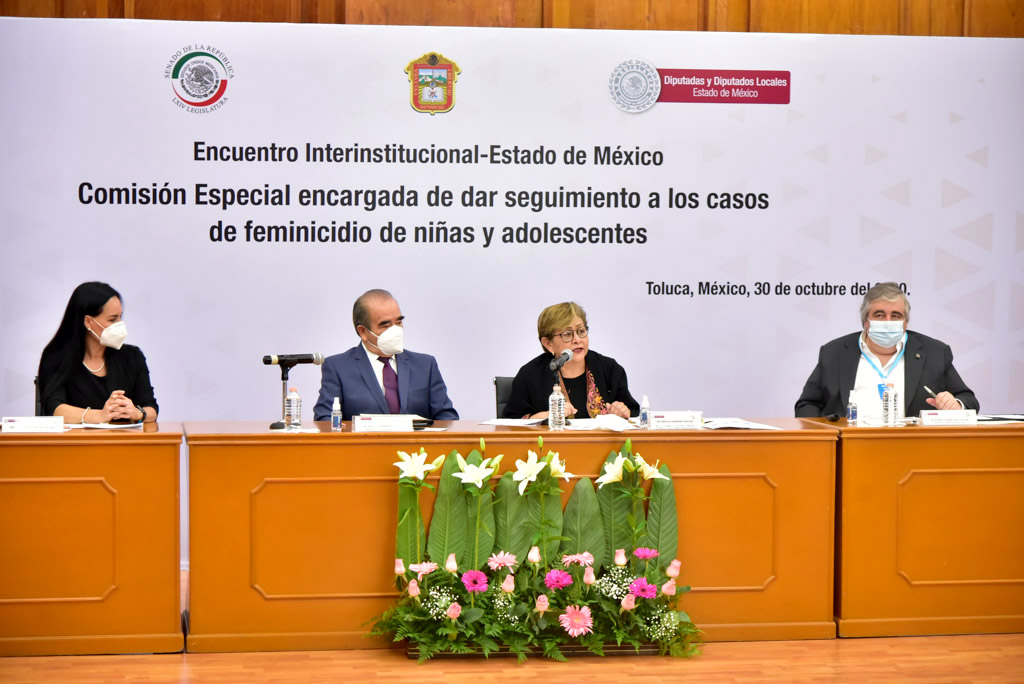 SENADO DE LA REPÚBLICA
LXIV LEGISLATURA
Diputadas y Diputados Locales
Estado de México
Encuentro Interinstitucional-Estado de México
Comisión Especial encargada de dar seguimiento a los casos
de feminicidio de niñas y adolescentes
Toluca, México, 30 de octubre del